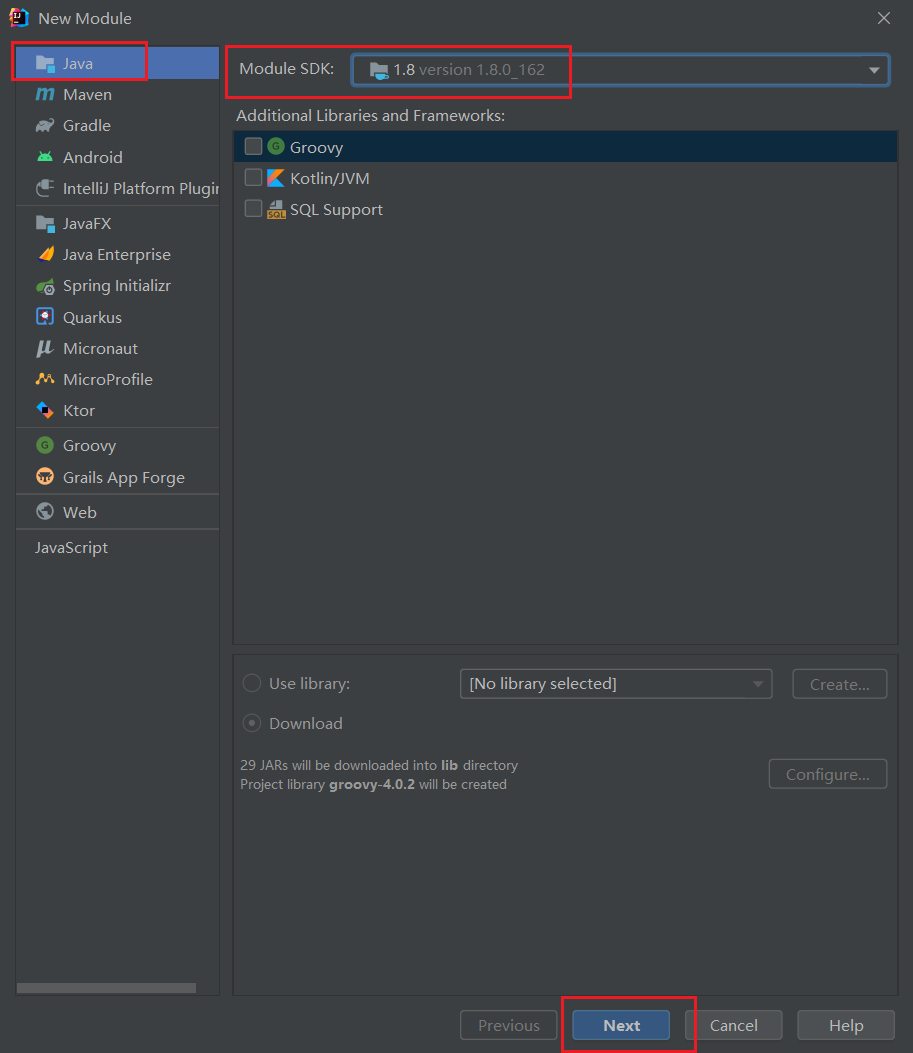 New Module
Java
Maven
Gradle
Android
IntelliJ Platform Plugin
JavaFX
Java Enterprise
Spring Initializr
Quarkus
Micronaut
MicroProfile
Ktor
Groovy
Grails App Forge
Web
JavaScript
Module SDK: 1.8 version 1.8.0_162
Additional Libraries and Frameworks:
Groovy
Kotlin/JVM
SQL Support
Use library: [No library selected] Create...
Download
29 JARs will be downloaded into lib directory
Project library groovy-4.0.2 will be created
Configure...
Previous Next Cancel Help